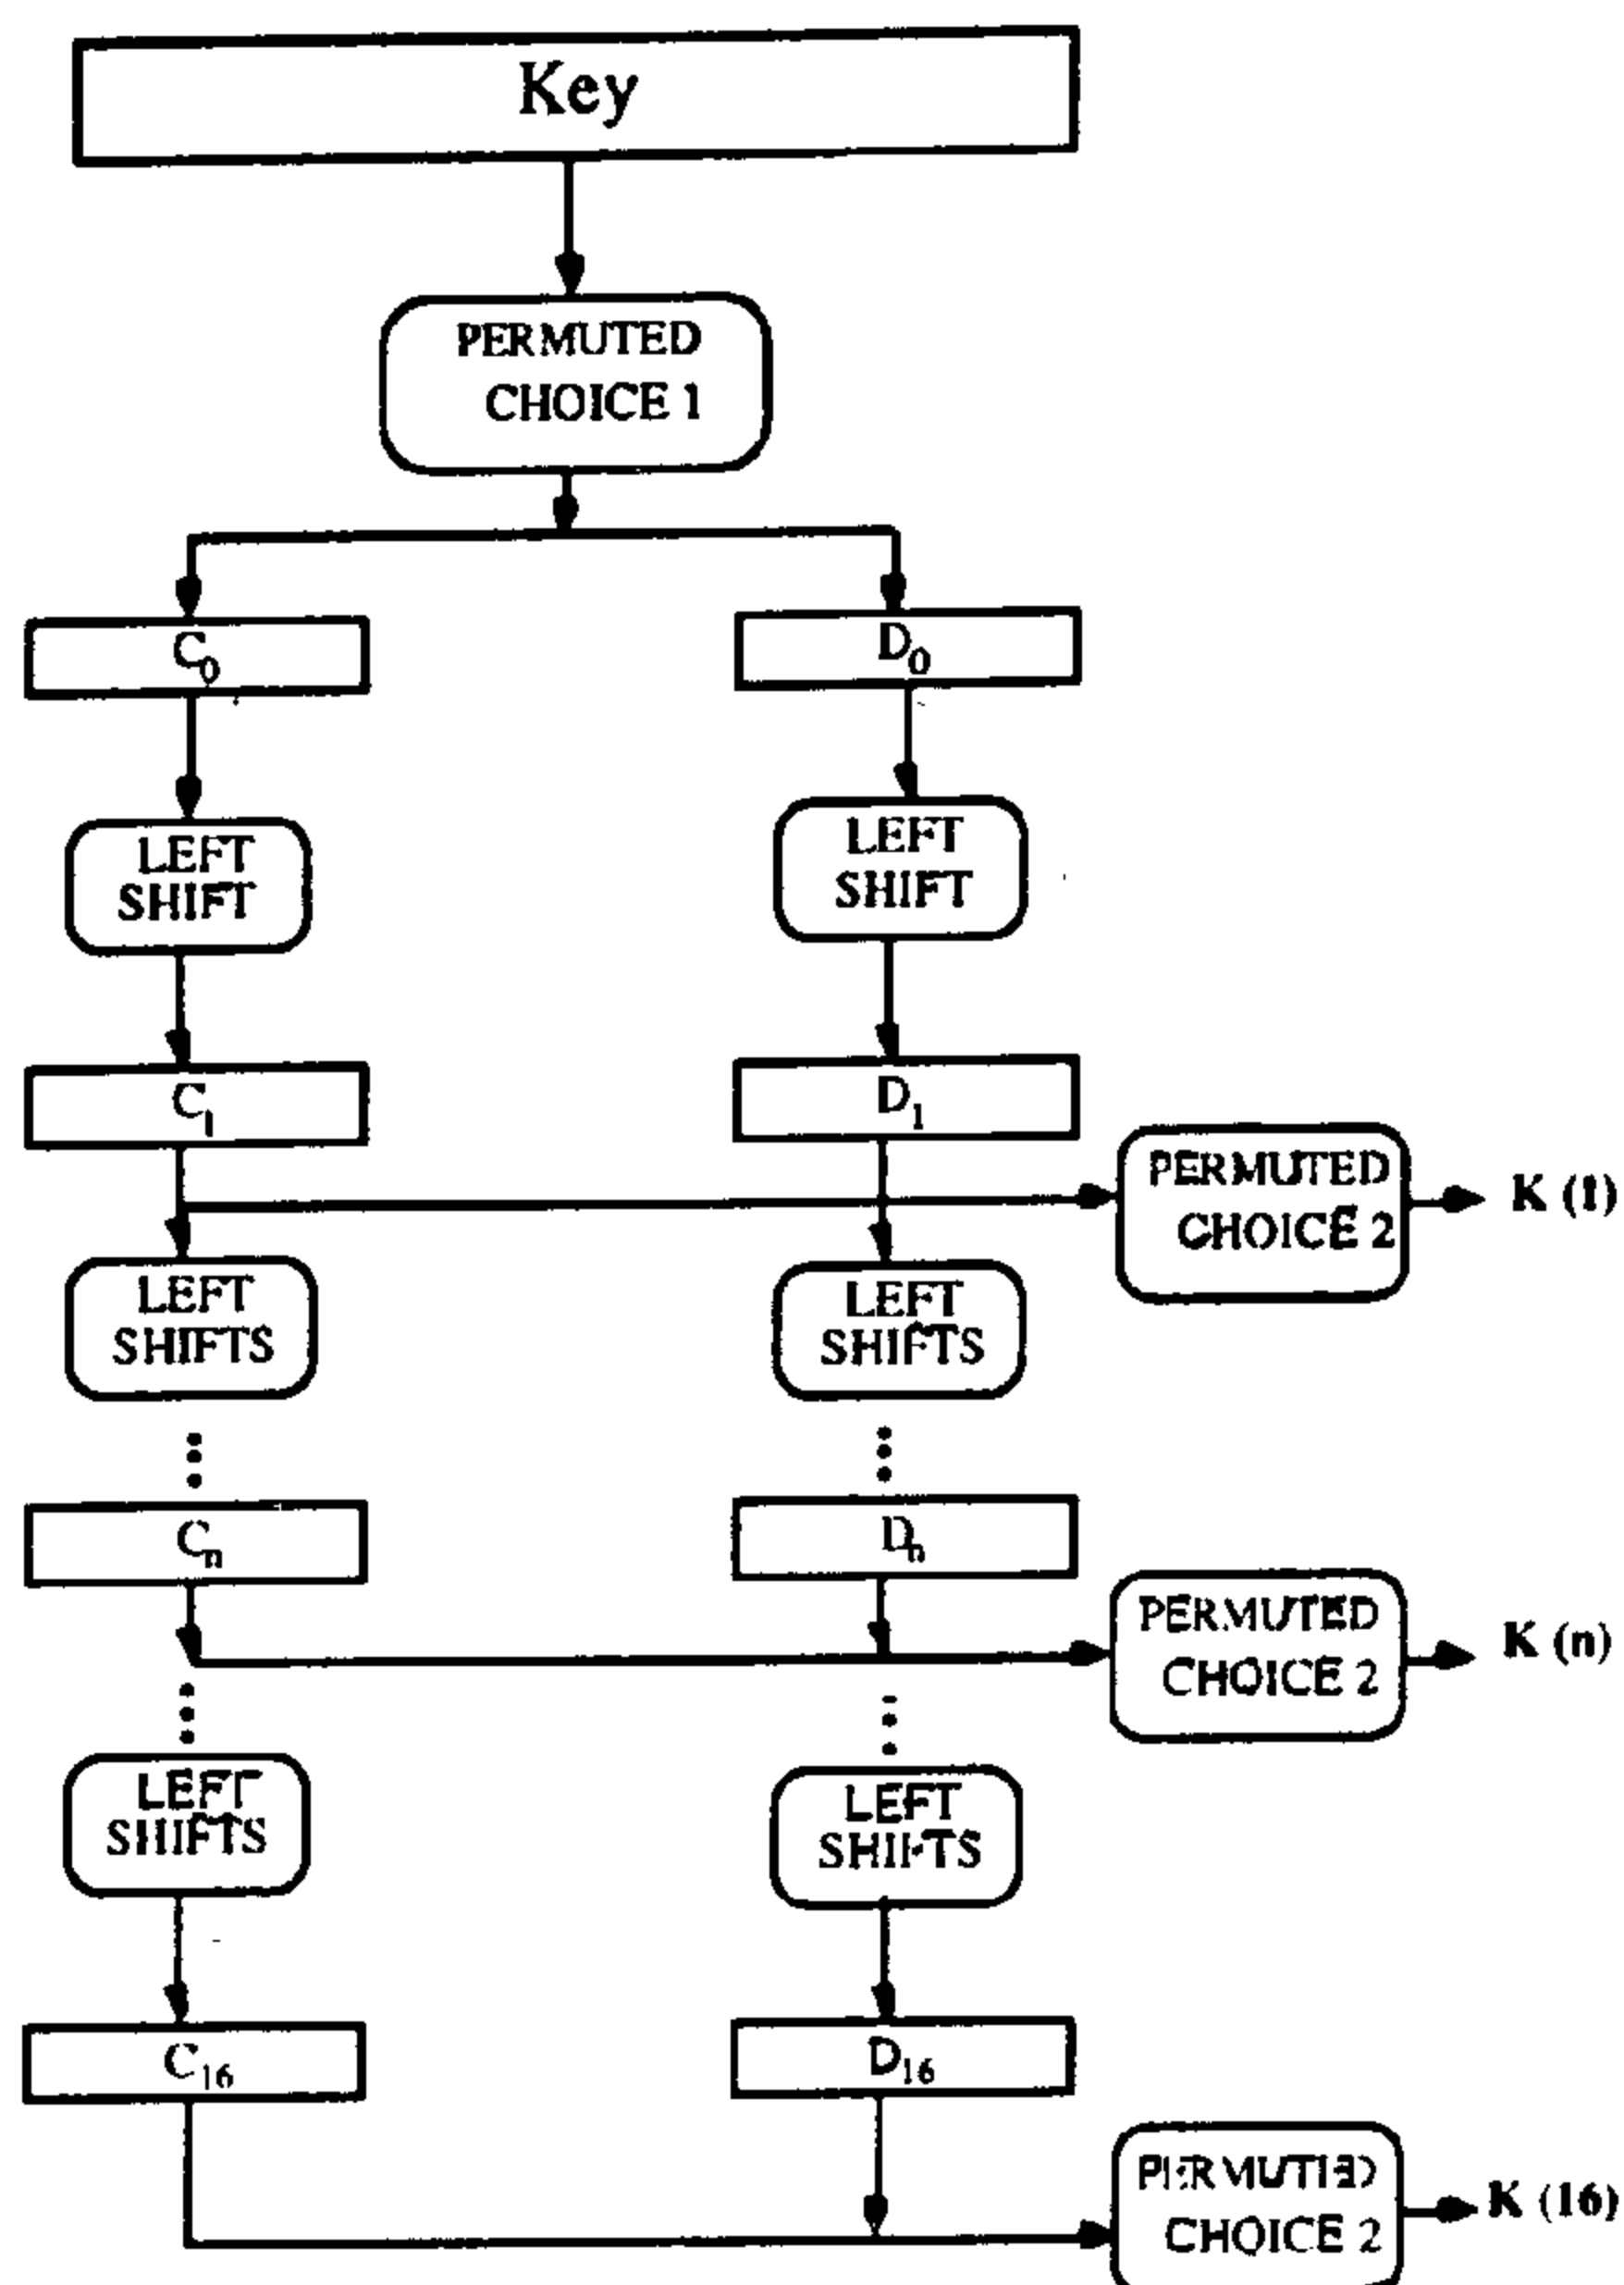 Key
PERMUTED
CHOICE 1
C₀
D₀
LEFT
SHIFT
LEFT
SHIFT
C₁
D₁
PERMUTED
CHOICE 2
K (1)
LEFT
SHIFTS
LEFT
SHIFTS
Cₙ
Dₙ
PERMUTED
CHOICE 2
K (n)
LEFT
SHIFTS
LEFT
SHIFTS
C₁₆
D₁₆
PERMUTED
CHOICE 2
K (16)